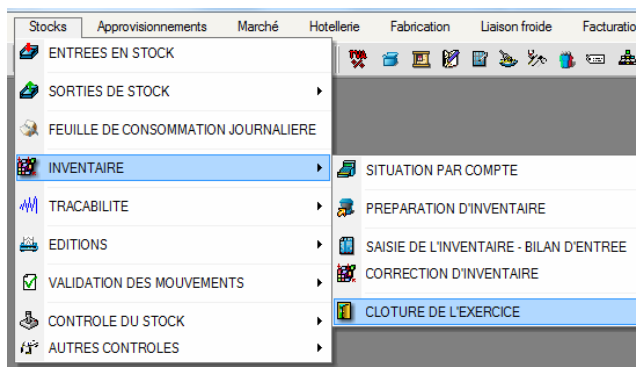 Stocks Approvisionnements Marché Hotellerie Fabrication Liaison froide Facturatio
ENTREES EN STOCK
SORTIES DE STOCK
FEUILLE DE CONSOMMATION JOURNALIERE
INVENTAIRE
TRACABILITE
EDITIONS
VALIDATION DES MOUVEMENTS
CONTROLE DU STOCK
AUTRES CONTROLES
SITUATION PAR COMPTE
PREPARATION D'INVENTAIRE
SAISIE DE L'INVENTAIRE - BILAN D'ENTREE
CORRECTION D'INVENTAIRE
CLOTURE DE L'EXERCICE